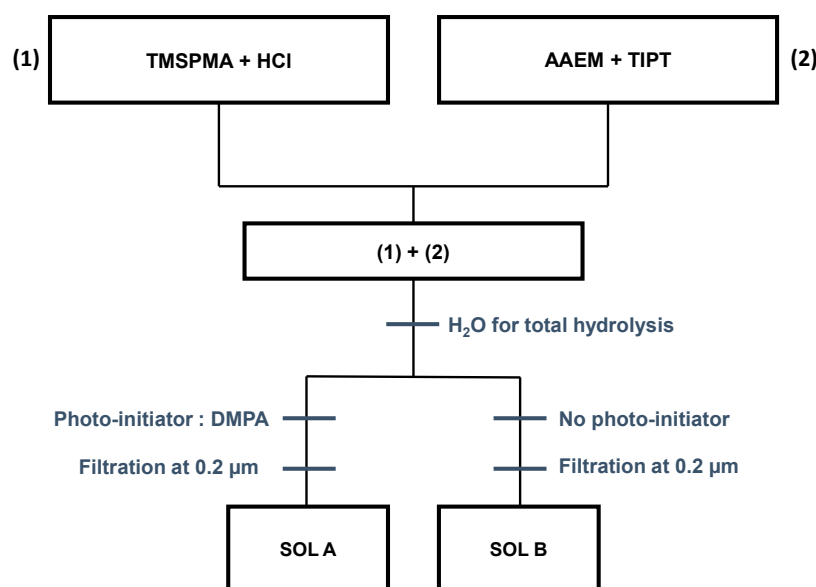 (1)
TMSPMA + HCl
AAEM + TIPT
(2)
(1) + (2)
H₂O for total hydrolysis
Photo-initiator : DMPA
No photo-initiator
Filtration at 0.2 µm
Filtration at 0.2 µm
SOL A
SOL B